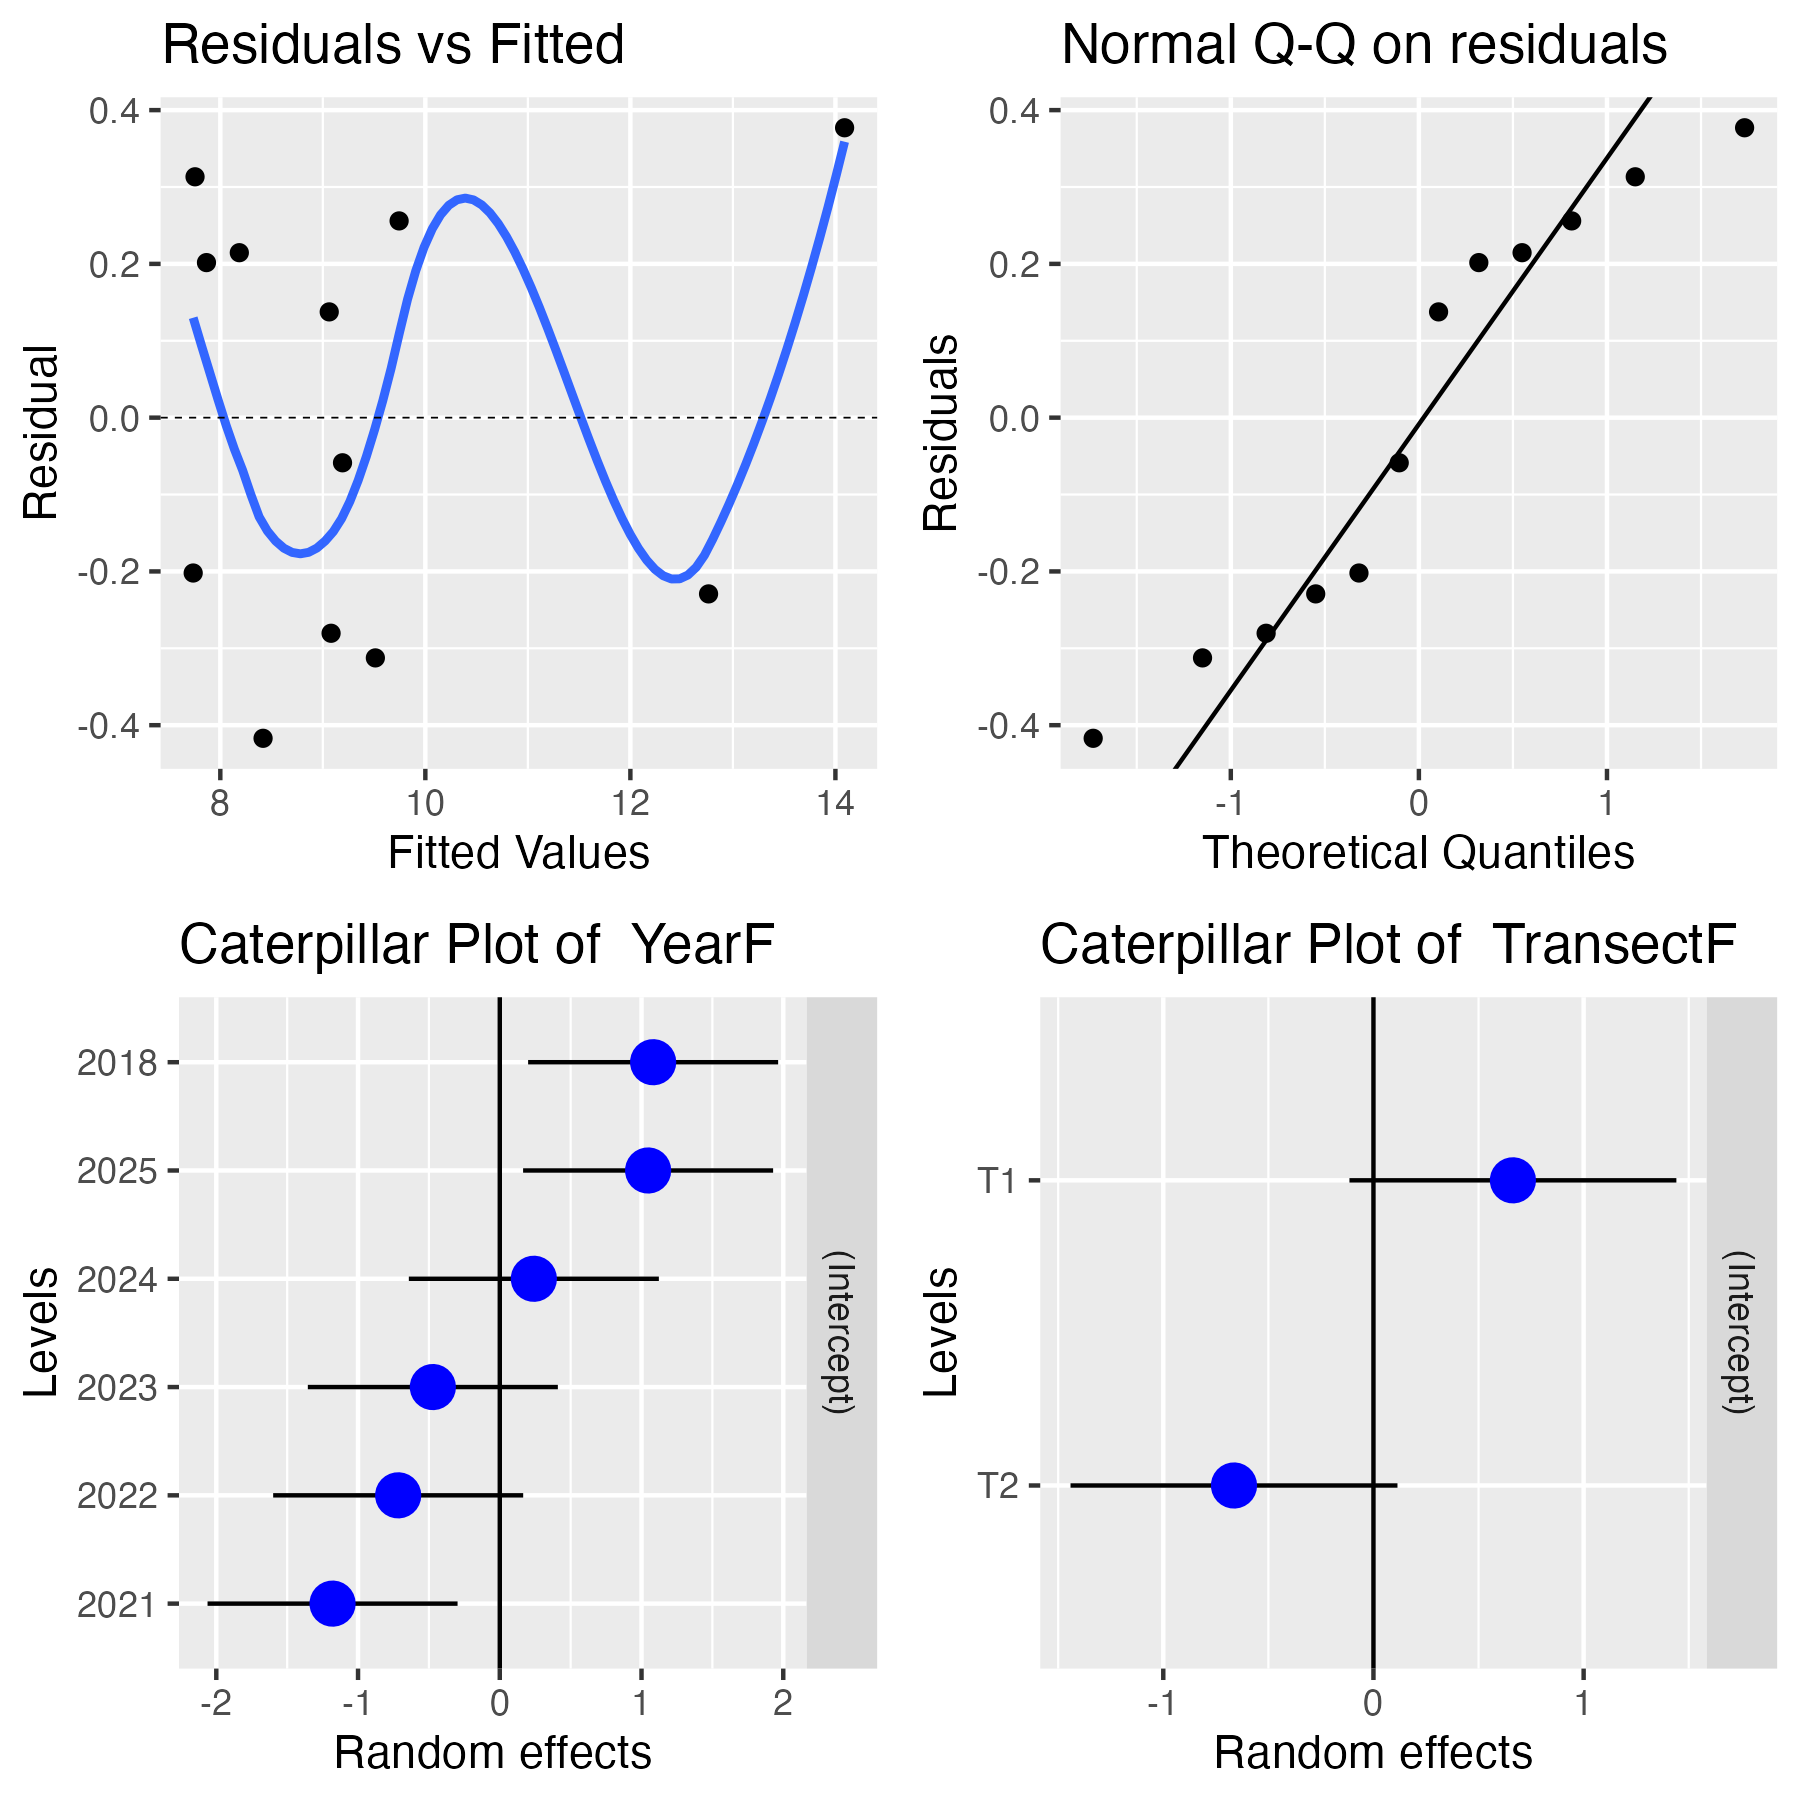 Residuals vs Fitted
0.4
0.2
0.0
-0.2
-0.4
Residual
8 10 12 14
Fitted Values
Normal Q-Q on residuals
0.4
0.2
0.0
-0.2
-0.4
Residuals
-1 0 1
Theoretical Quantiles
Caterpillar Plot of  YearF
2018
2025
2024
2023
2022
2021
Levels
(Intercept)
-2 -1 0 1 2
Random effects
Caterpillar Plot of  TransectF
T1
T2
Levels
(Intercept)
-1 0 1
Random effects